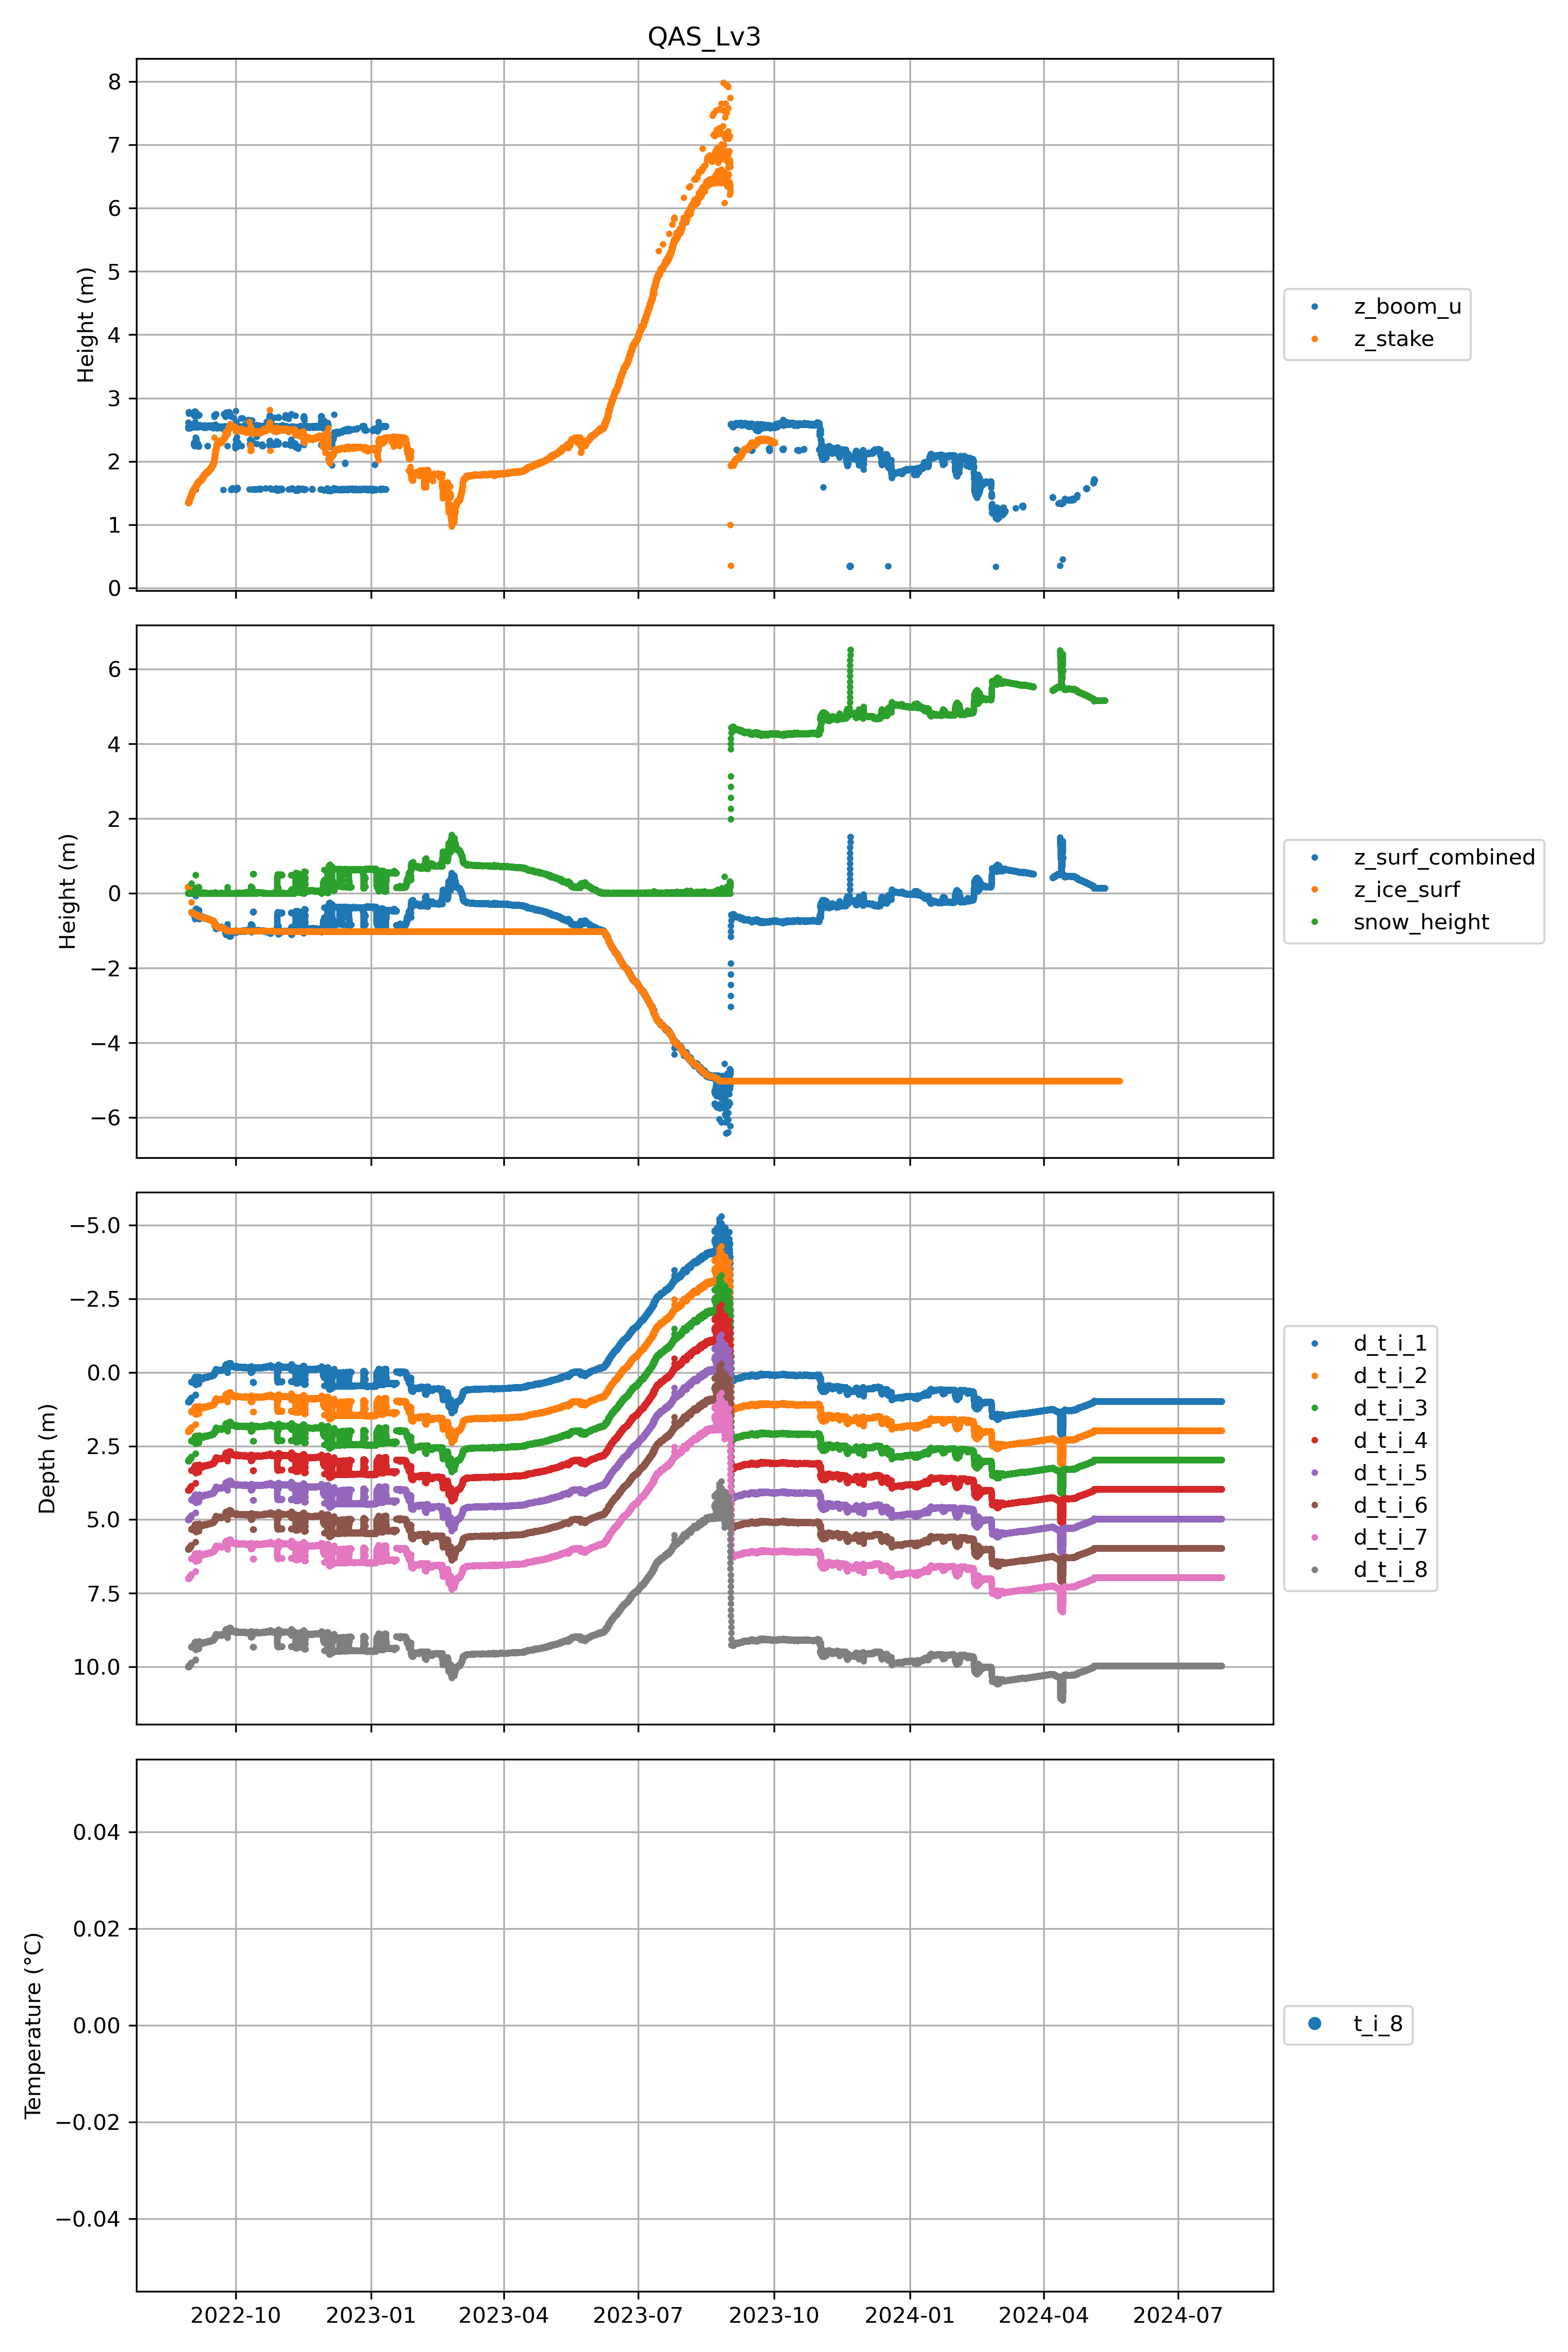 QAS_Lv3
8
7
6
5
4
3
2
1
0
Height (m)
z_boom_u
z_stake
6
4
2
0
−2
−4
−6
Height (m)
z_surf_combined
z_ice_surf
snow_height
−5.0
−2.5
0.0
2.5
5.0
7.5
10.0
Depth (m)
d_t_i_1
d_t_i_2
d_t_i_3
d_t_i_4
d_t_i_5
d_t_i_6
d_t_i_7
d_t_i_8
0.04
0.02
0.00
−0.02
−0.04
Temperature (°C)
t_i_8
2022-10 2023-01 2023-04 2023-07 2023-10 2024-01 2024-04 2024-07